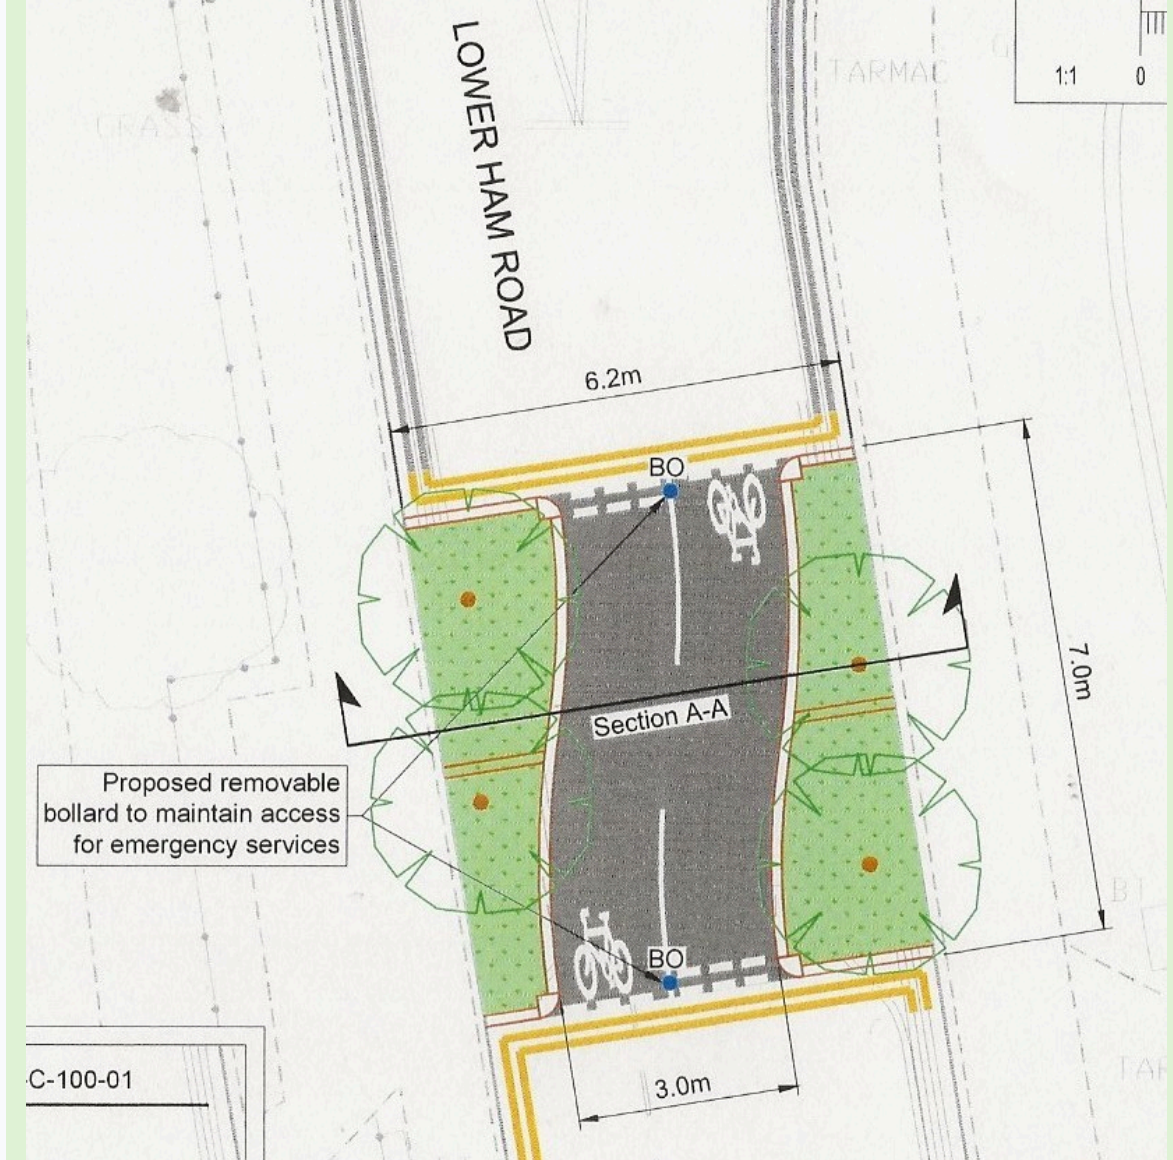 LOWER HAM ROAD
TARMAC
1:1 0
GRASS
6.2m
BO
7.0m
Section A-A
Proposed removable
bollard to maintain access
for emergency services
BO
-C-100-01
3.0m